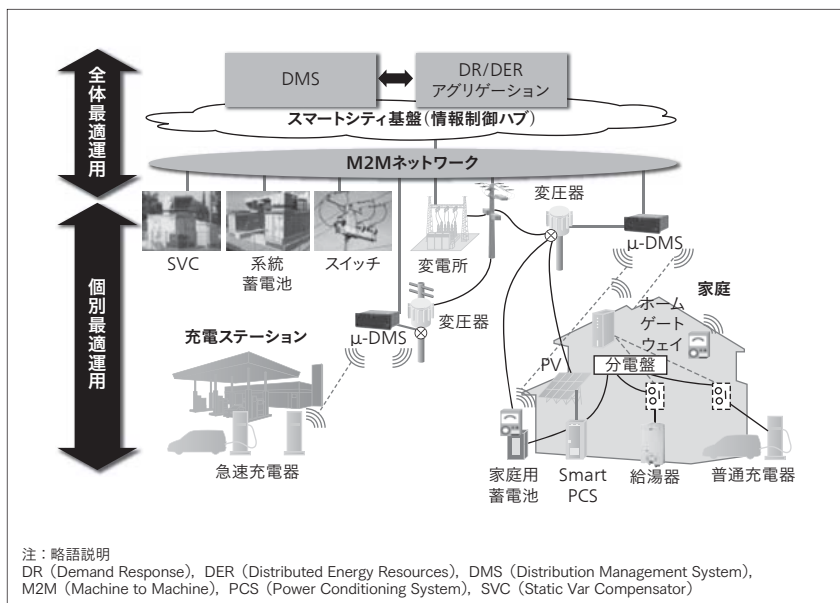 全体最適運用
DMS
DR/DER
アグリゲーション
スマートシティ基盤（情報制御ハブ）
M2Mネットワーク
個別最適運用
SVC
系統
蓄電池
スイッチ
変電所
変圧器
μ-DMS
家庭
ホーム
ゲート
ウェイ
変圧器
μ-DMS
充電ステーション
PV
分電盤
急速充電器
家庭用
蓄電池
Smart
PCS
給湯器
普通充電器
注：略語説明
DR（Demand Response），DER（Distributed Energy Resources），DMS（Distribution Management System），
M2M（Machine to Machine），PCS（Power Conditioning System），SVC（Static Var Compensator）